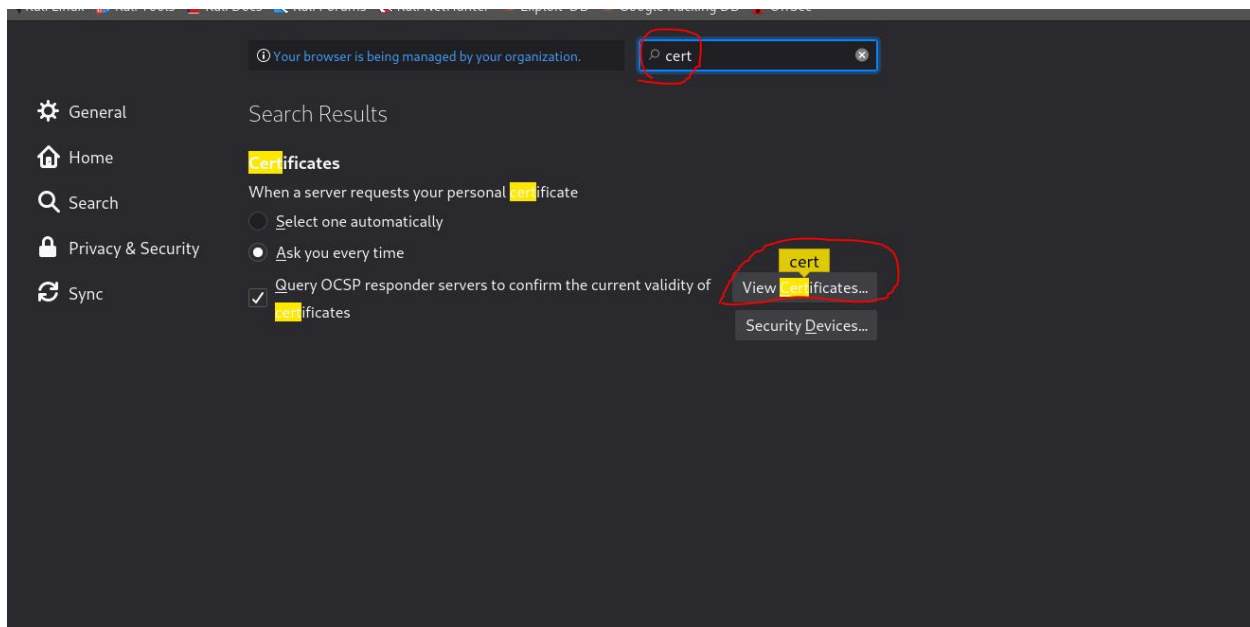 Your browser is being managed by your organization.
cert
General
Search Results
Home
Certificates
When a server requests your personal certificate
Search
Select one automatically
Privacy & Security
Ask you every time
cert
Sync
Query OCSP responder servers to confirm the current validity of
certificates
View Certificates...
Security Devices...